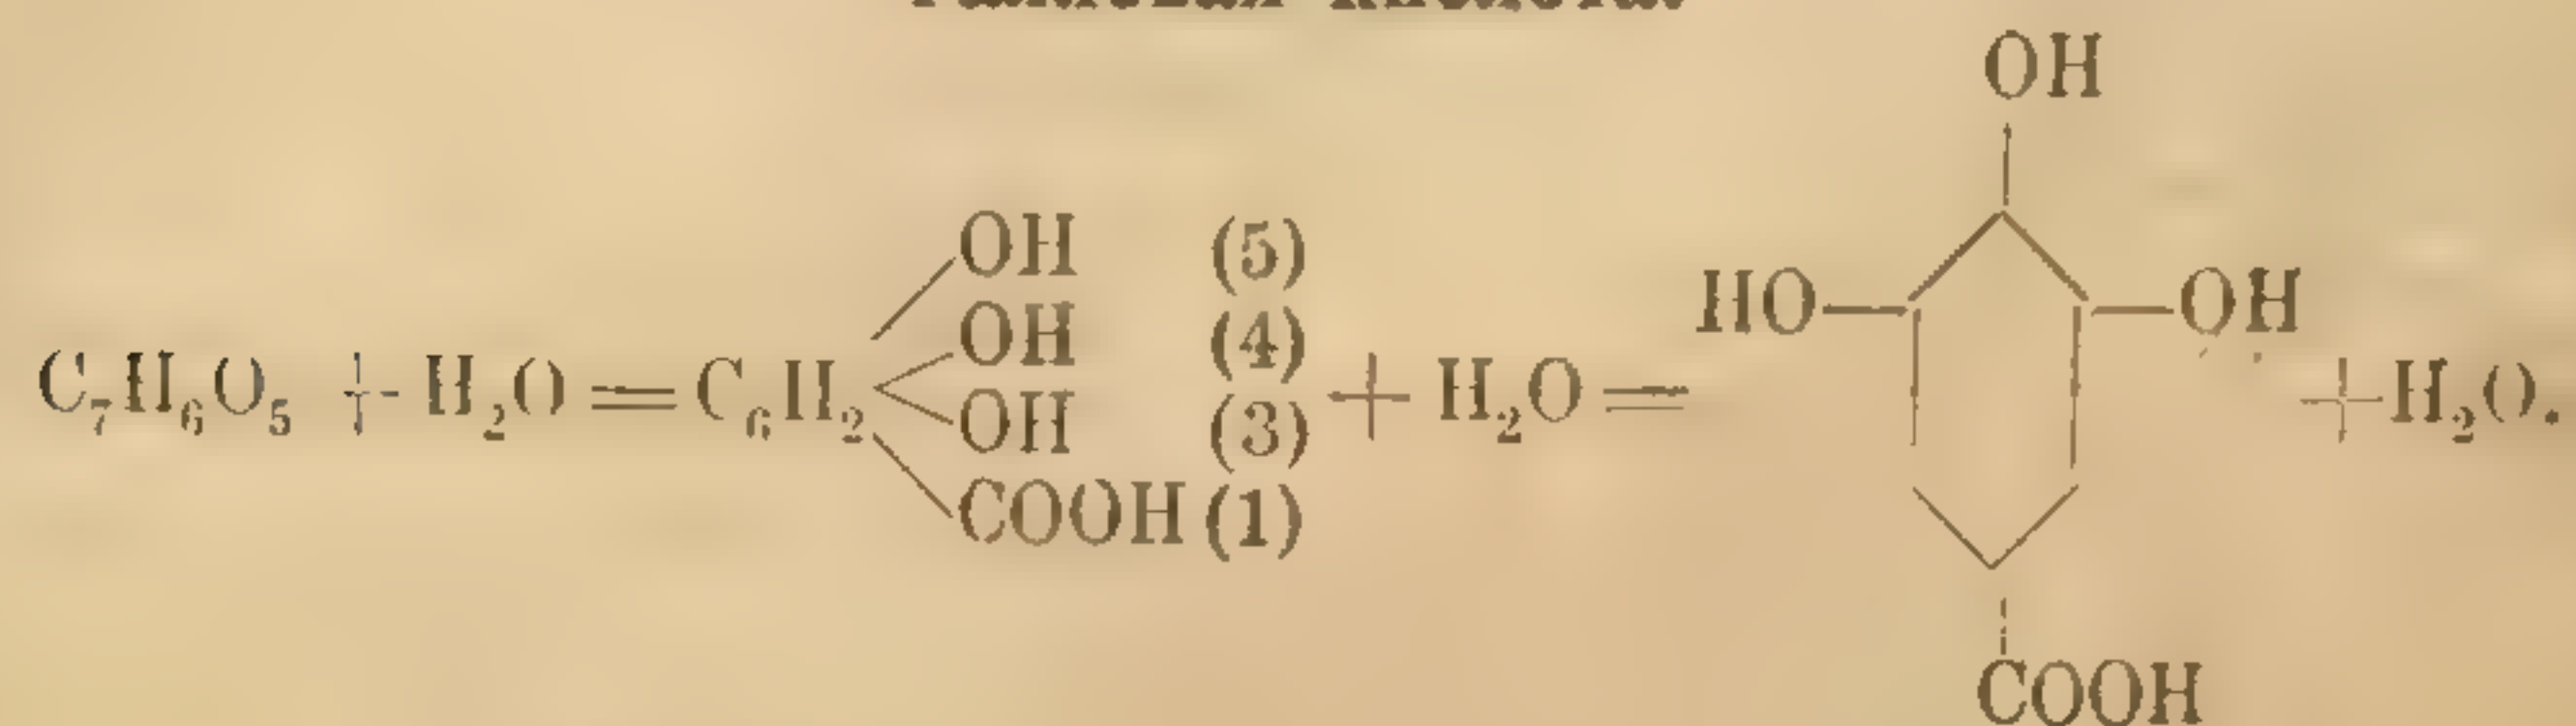 OH
OH (5)
HO OH
OH (4)
C₇H₆O₅ + H₂O = C₆H₂ + H₂O = + H₂O.
OH (3)
COOH (1)
COOH